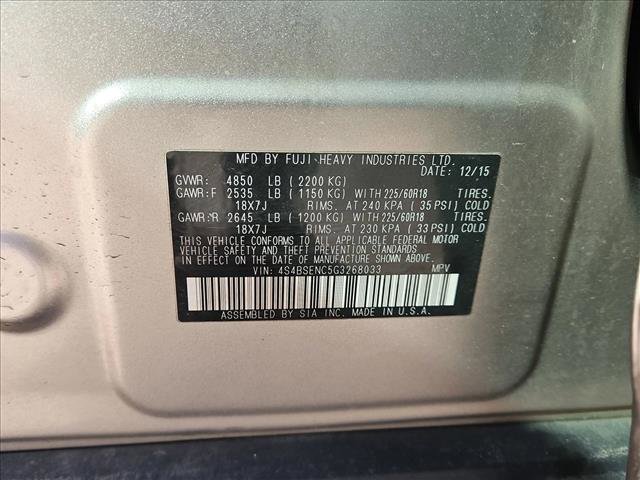 MFD BY FUJI HEAVY INDUSTRIES LTD.
DATE: 12/15
GVWR: 4850 LB (2200 KG)
GAWR:F 2535 LB (1150 KG) WITH 225/60R18 TIRES.
18X7J RIMS. AT 240 KPA (35 PSI) COLD
GAWR:R 2645 LB (1200 KG) WITH 225/60R18 TIRES.
18X7J RIMS. AT 230 KPA (33 PSI) COLD
THIS VEHICLE CONFORMS TO ALL APPLICABLE FEDERAL MOTOR
VEHICLE SAFETY AND THEFT PREVENTION STANDARDS
IN EFFECT ON THE DATE OF MANUFACTURE SHOWN ABOVE.
VIN: 4S4BSENC5G3268033 MPV
ASSEMBLED BY SIA INC. MADE IN U.S.A.